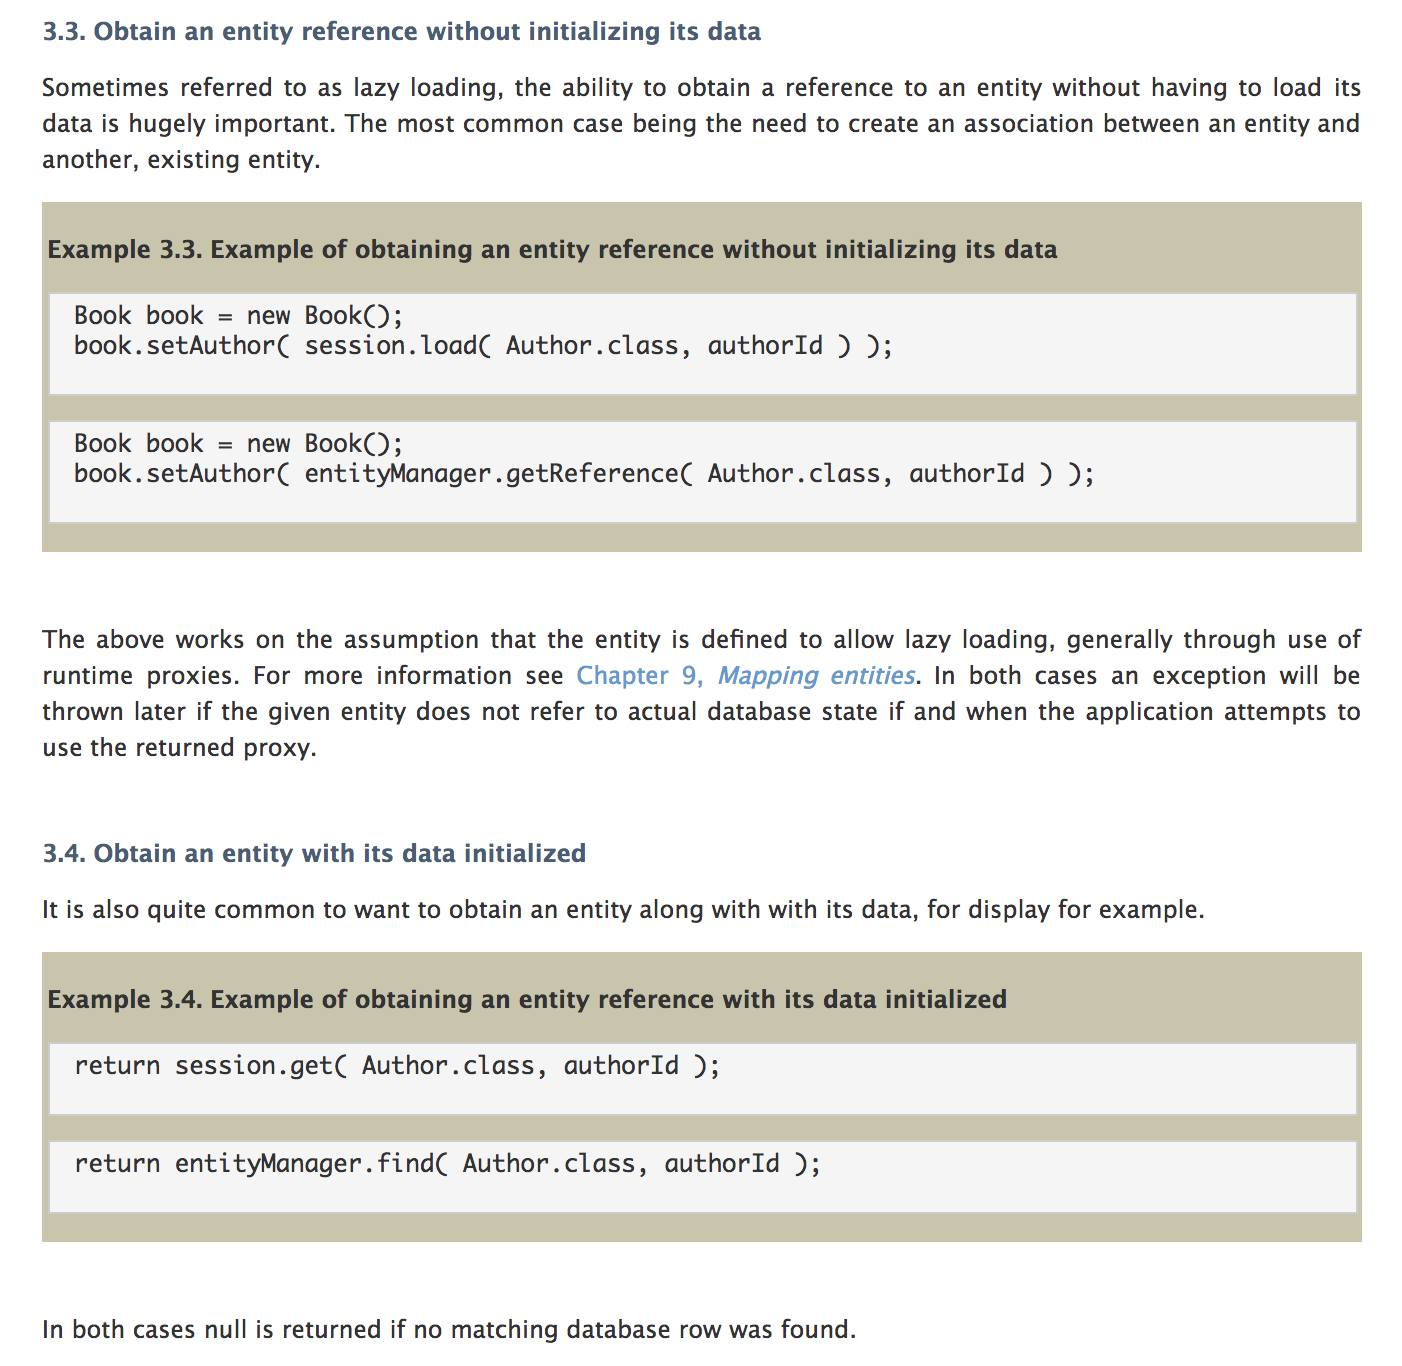 3.3. Obtain an entity reference without initializing its data
Sometimes referred to as lazy loading, the ability to obtain a reference to an entity without having to load its
data is hugely important. The most common case being the need to create an association between an entity and
another, existing entity.
Example 3.3. Example of obtaining an entity reference without initializing its data
Book book = new Book();
book.setAuthor( session.load( Author.class, authorId ) );
Book book = new Book();
book.setAuthor( entityManager.getReference( Author.class, authorId ) );
The above works on the assumption that the entity is defined to allow lazy loading, generally through use of
runtime proxies. For more information see Chapter 9, Mapping entities. In both cases an exception will be
thrown later if the given entity does not refer to actual database state if and when the application attempts to
use the returned proxy.
3.4. Obtain an entity with its data initialized
It is also quite common to want to obtain an entity along with with its data, for display for example.
Example 3.4. Example of obtaining an entity reference with its data initialized
return session.get( Author.class, authorId );
return entityManager.find( Author.class, authorId );
In both cases null is returned if no matching database row was found.